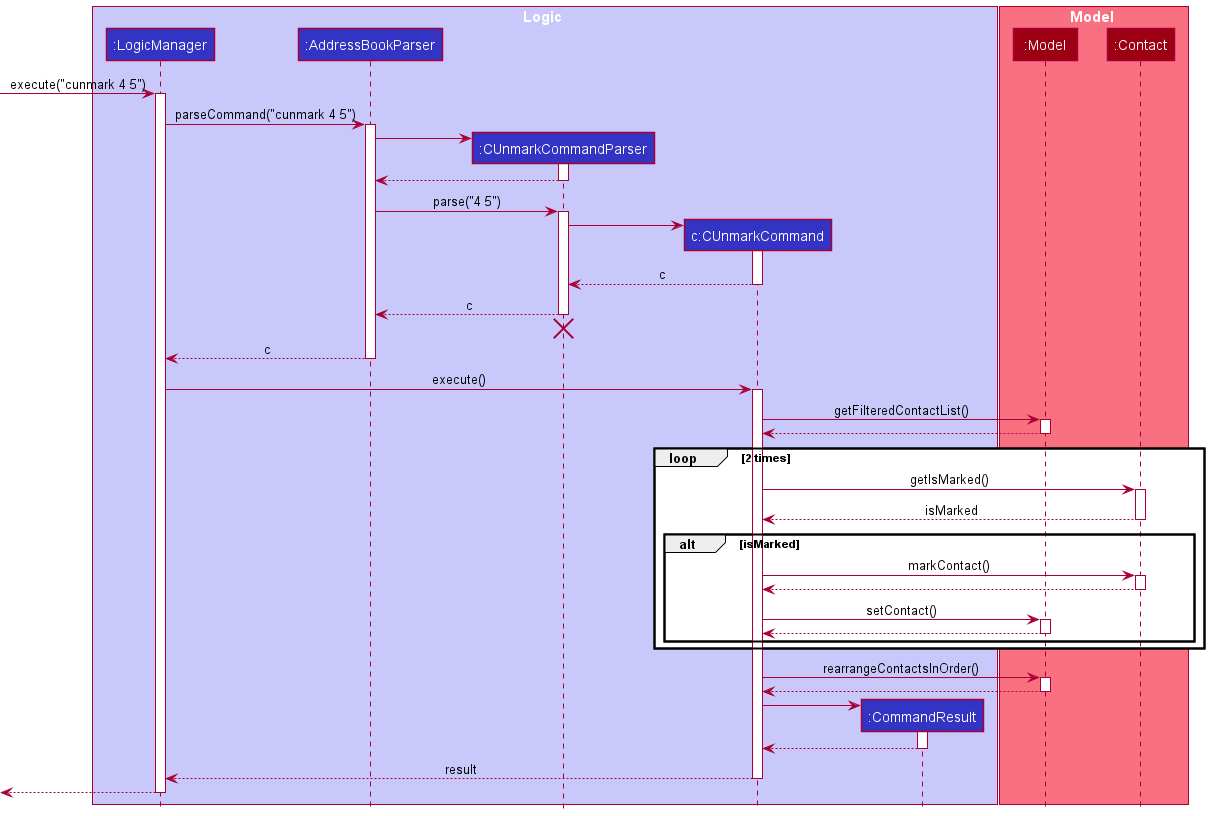 Logic
Model
:LogicManager
:AddressBookParser
:Model
:Contact
execute("cunmark 4 5")
parseCommand("cunmark 4 5")
:CUnmarkCommandParser
parse("4 5")
c:CUnmarkCommand
c
c
c
execute()
getFilteredContactList()
loop
[2 times]
getIsMarked()
isMarked
alt
[isMarked]
markContact()
setContact()
rearrangeContactsInOrder()
:CommandResult
result